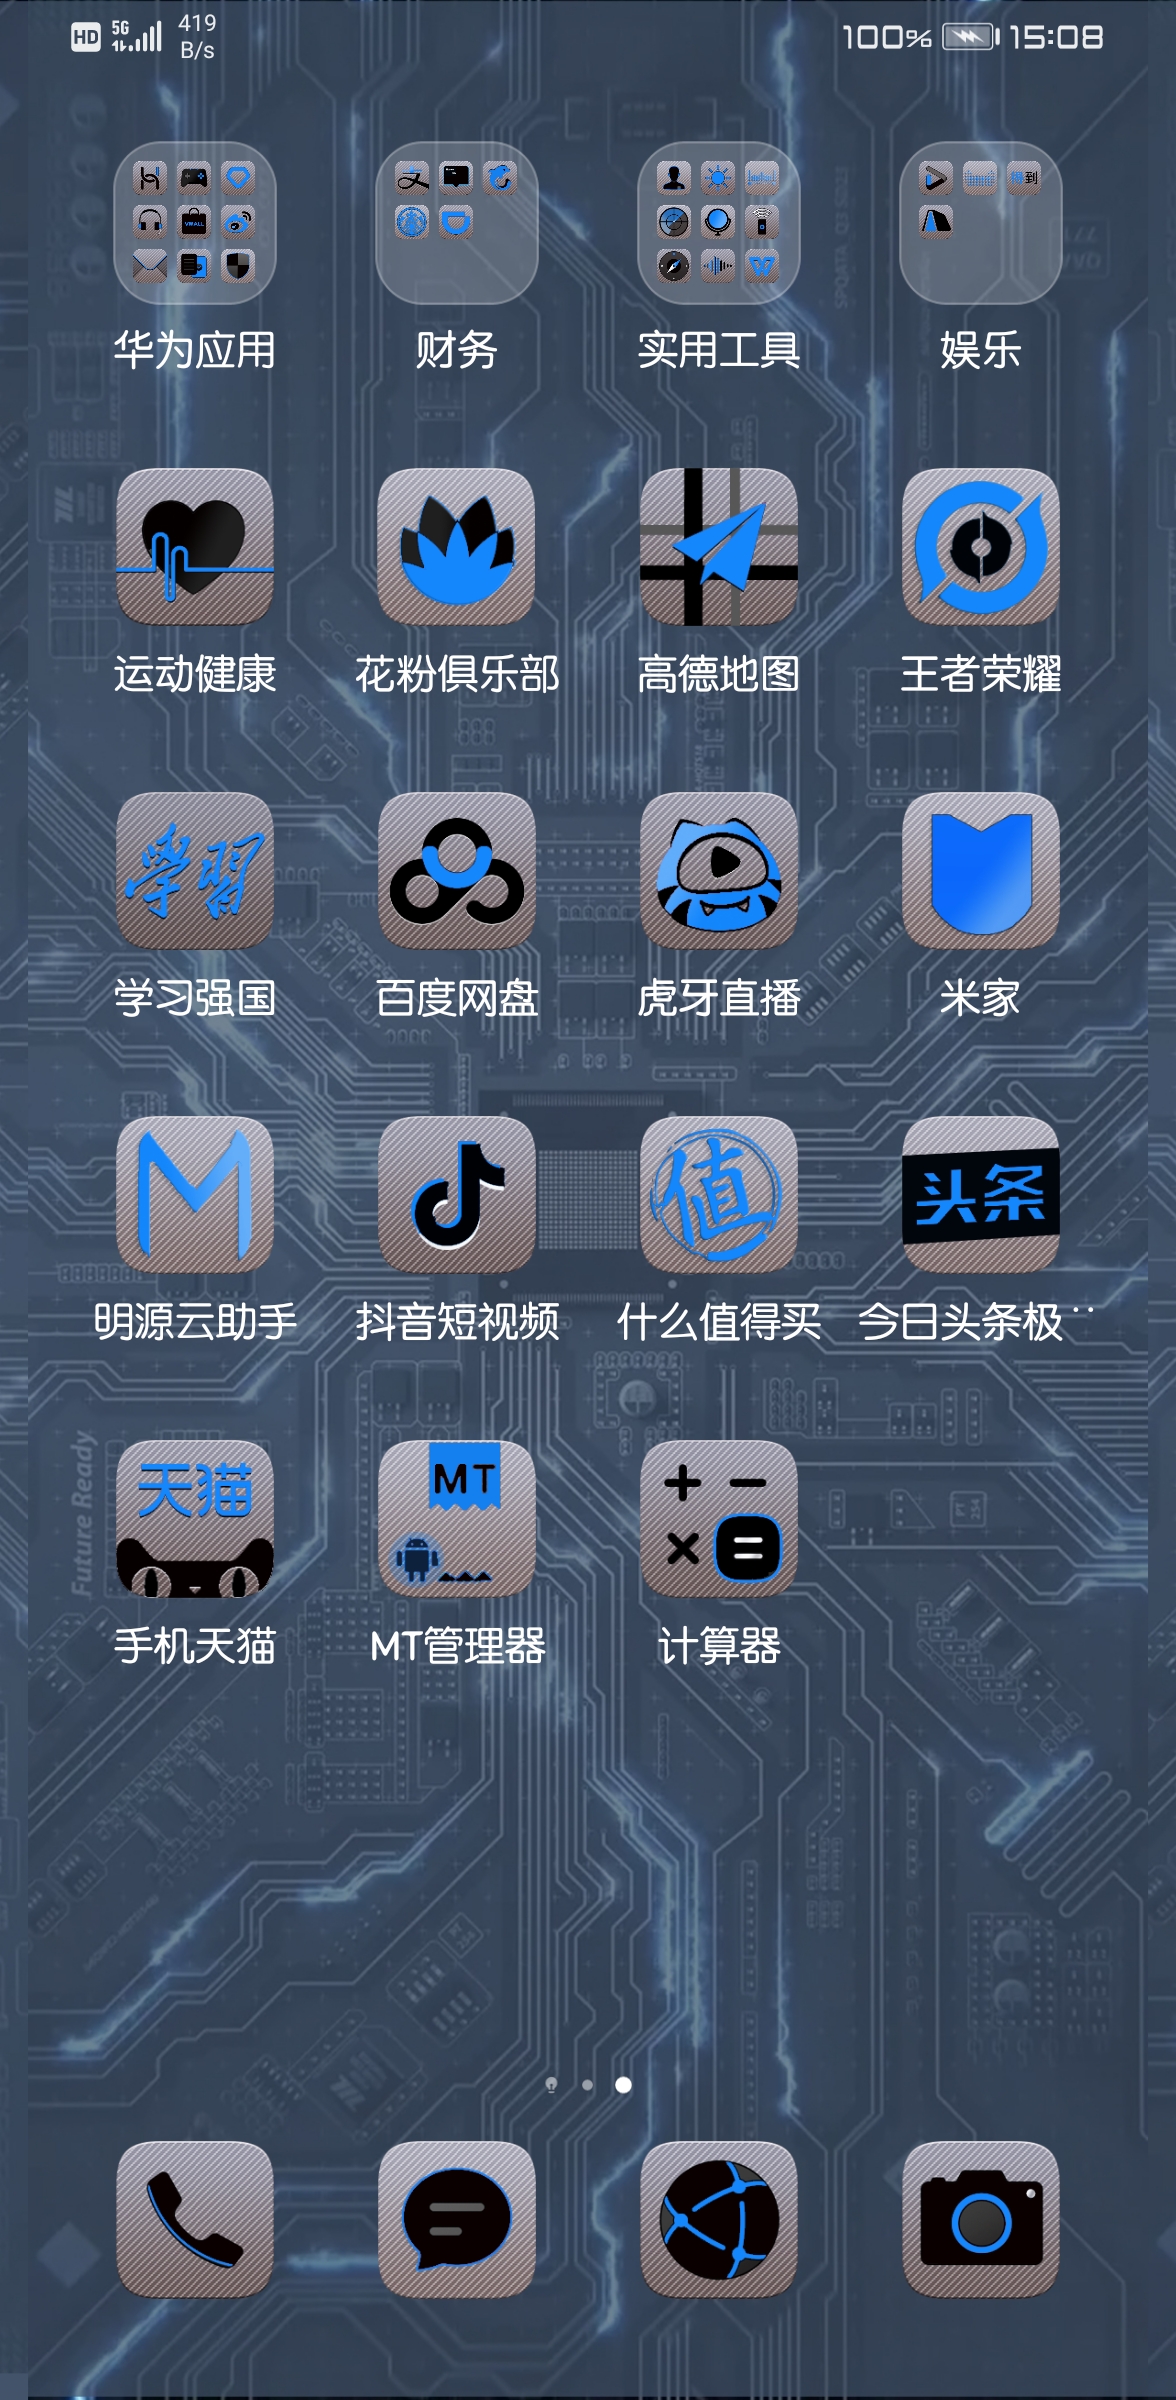 HD 5G 419 B/s 100% 15:08
华为应用 财务 实用工具 娱乐
运动健康 花粉俱乐部 高德地图 王者荣耀
學習
学习强国 百度网盘 虎牙直播 米家
值 头条
明源云助手 抖音短视频 什么值得买 今日头条极…
天猫 MT
Future Ready
手机天猫 MT管理器 计算器